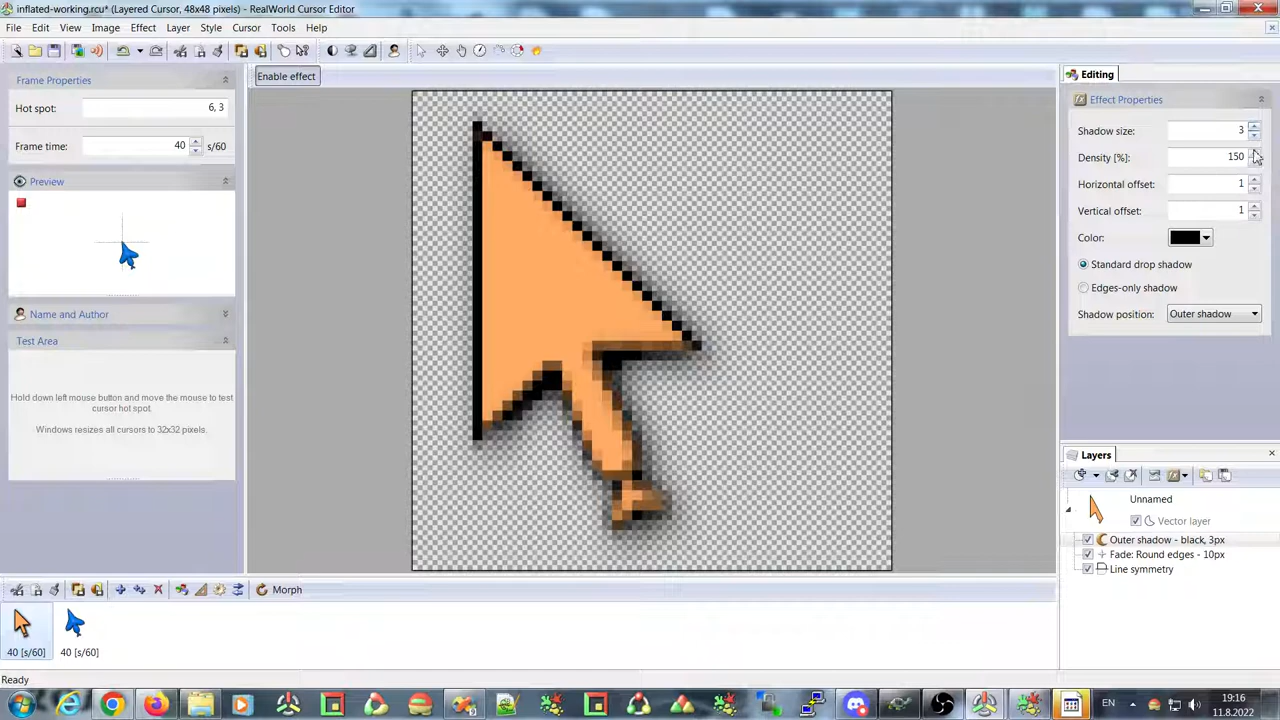 inflated-working.rcu* (Layered Cursor, 48x48 pixels) - RealWorld Cursor Editor
File Edit View Image Effect Layer Style Cursor Tools Help
Frame Properties
Hot spot: 6, 3
Frame time: 40 s/60
Preview
Name and Author
Test Area
Hold down left mouse button and move the mouse to test
cursor hot spot.
Windows resizes all cursors to 32x32 pixels.
Enable effect
Editing
Effect Properties
Shadow size: 3
Density [%]: 150
Horizontal offset: 1
Vertical offset: 1
Color:
Standard drop shadow
Edges-only shadow
Shadow position: Outer shadow
Layers
Unnamed
Vector layer
Outer shadow - black, 3px
Fade: Round edges - 10px
Line symmetry
Morph
40 [s/60] 40 [s/60]
Ready
EN
19:16
11.8.2022